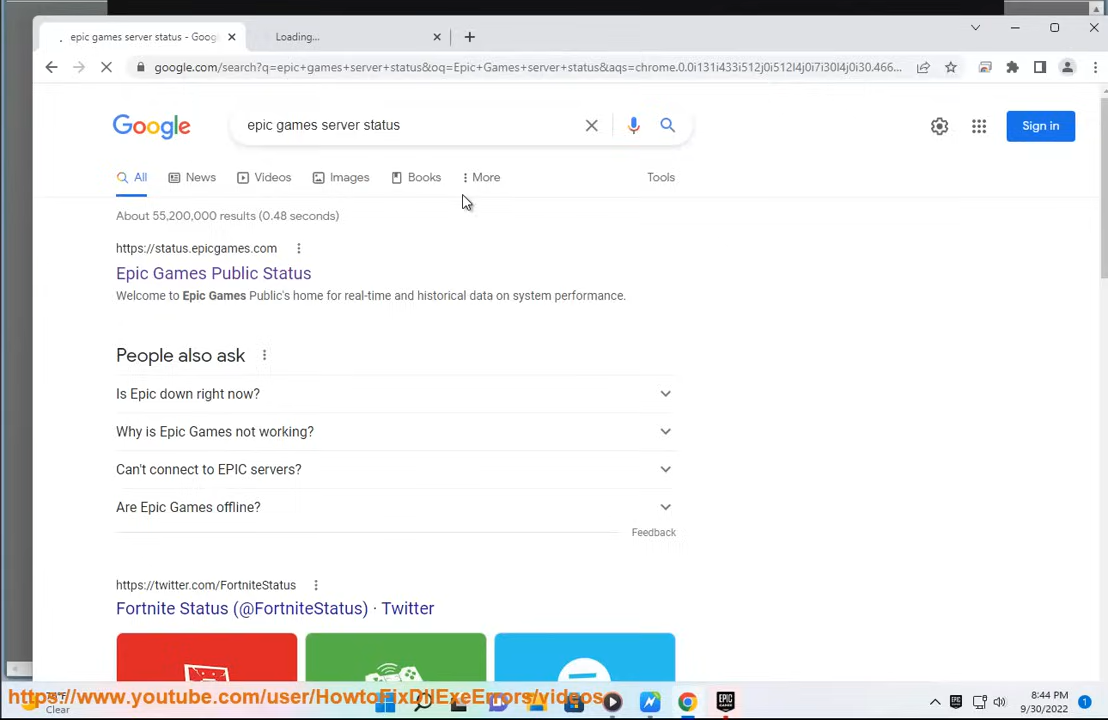 epic games server status - Goog
Loading...
google.com/search?q=epic+games+server+status&oq=Epic+Games+server+status&aqs=chrome.0.0i131i433i512j0i512l4j0i7i30l4j0i30.466...
Google
epic games server status
Sign in
All
News
Videos
Images
Books
More
Tools
About 55,200,000 results (0.48 seconds)
https://status.epicgames.com
Epic Games Public Status
Welcome to Epic Games Public's home for real-time and historical data on system performance.
People also ask
Is Epic down right now?
Why is Epic Games not working?
Can't connect to EPIC servers?
Are Epic Games offline?
Feedback
https://twitter.com/FortniteStatus
Fortnite Status (@FortniteStatus) · Twitter
https://www.youtube.com/user/HowtoFixDllExeErrors/videos
Clear
8:44 PM
9/30/2022
1